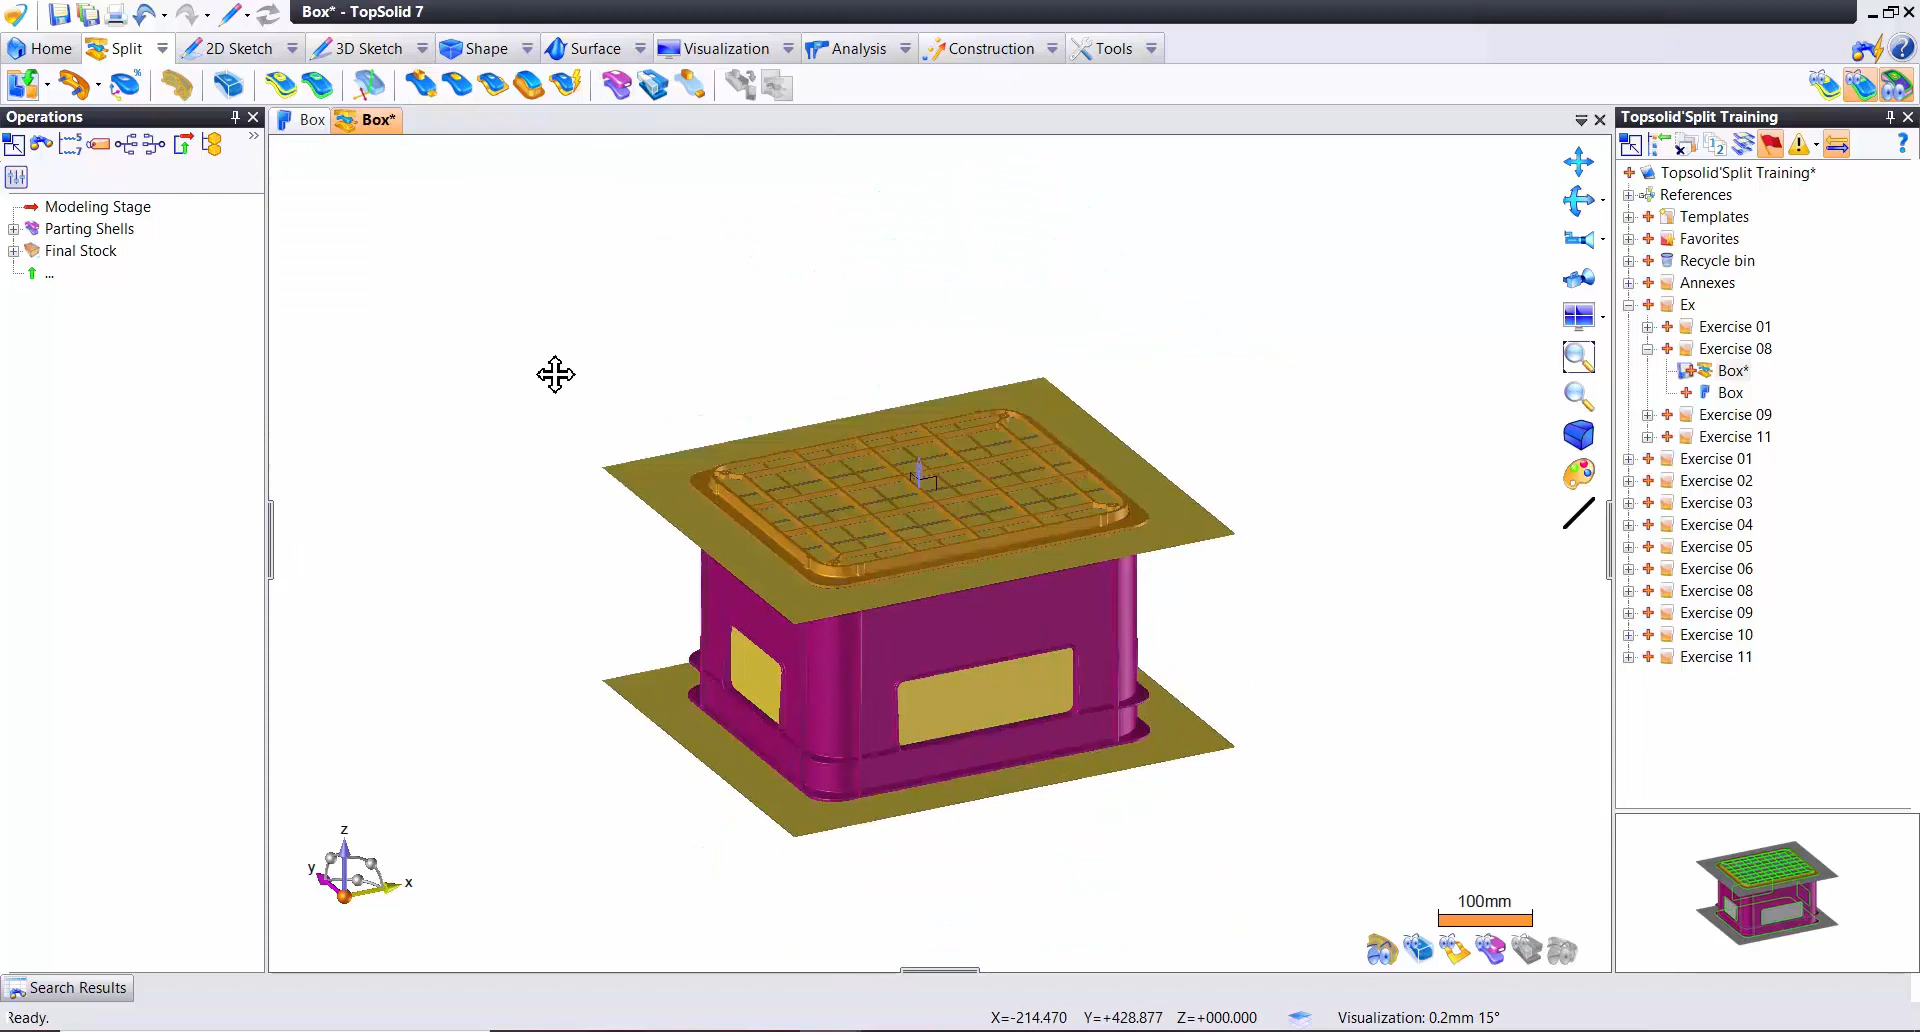 Box* - TopSolid 7
Home
Split
2D Sketch
3D Sketch
Shape
Surface
Visualization
Analysis
Construction
Tools
Operations
Box
Box*
Topsolid'Split Training
Modeling Stage
Parting Shells
Final Stock
...
Topsolid'Split Training*
References
Templates
Favorites
Recycle bin
Annexes
Ex
Exercise 01
Exercise 08
Box*
Box
Exercise 09
Exercise 11
Exercise 01
Exercise 02
Exercise 03
Exercise 04
Exercise 05
Exercise 06
Exercise 08
Exercise 09
Exercise 10
Exercise 11
z
y
x
100mm
Search Results
Ready.
X=-214.470 Y=+428.877 Z=+000.000
Visualization: 0.2mm 15°